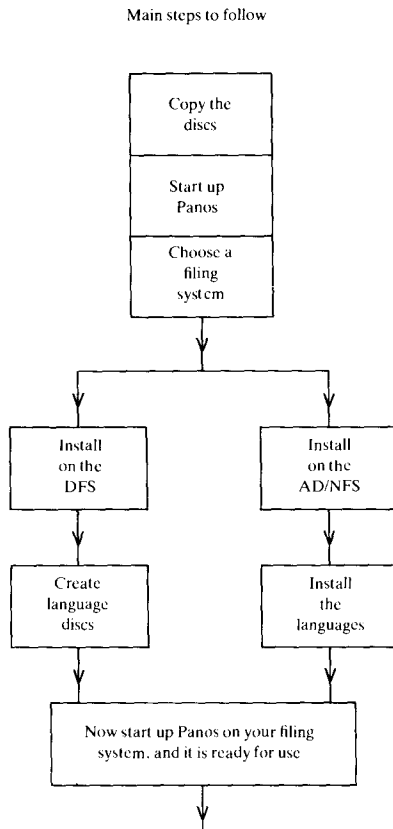 Main steps to follow
Copy the
discs
Start up
Panos
Choose a
filing
system
Install
on the
DFS
Install
on the
AD/NFS
Create
language
discs
Install
the
languages
Now start up Panos on your filing
system, and it is ready for use